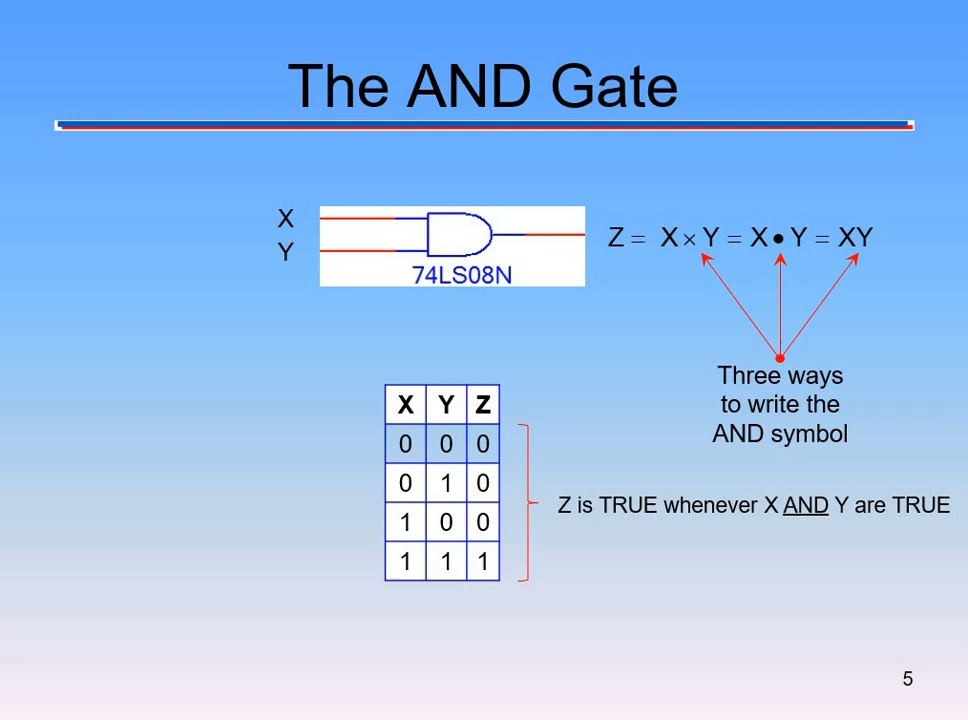 The AND Gate
X
Y
74LS08N
Z = X × Y = X • Y = XY
Three ways
to write the
AND symbol
X Y Z
0 0 0
0 1 0
1 0 0
1 1 1
Z is TRUE whenever X AND Y are TRUE
5